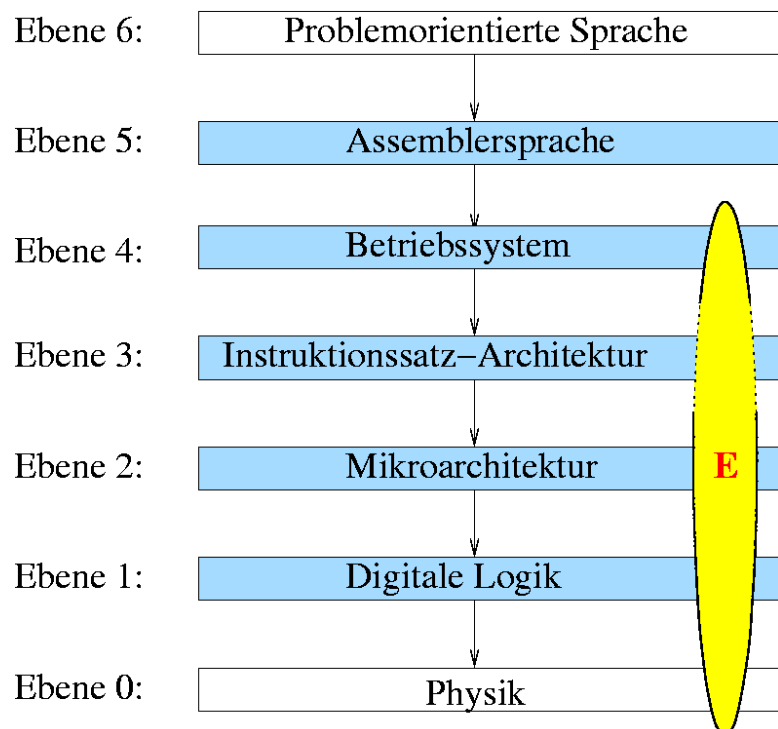 Ebene 6: Problemorientierte Sprache
Ebene 5: Assemblersprache
Ebene 4: Betriebssystem
Ebene 3: Instruktionssatz–Architektur
Ebene 2: Mikroarchitektur E
Ebene 1: Digitale Logik
Ebene 0: Physik